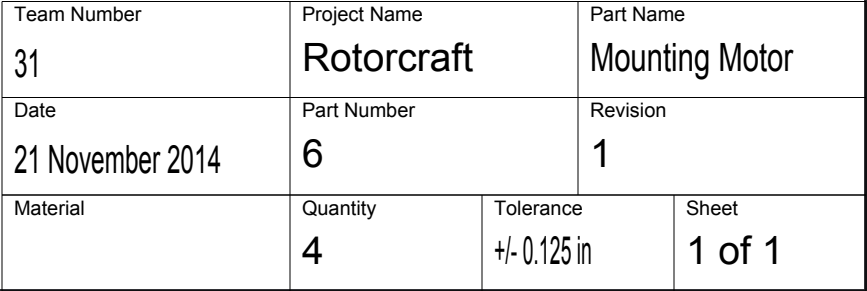 Team Number
Project Name
Part Name
31
Rotorcraft
Mounting Motor
Date
Part Number
Revision
21 November 2014
6
1
Material
Quantity
Tolerance
Sheet
4
+/- 0.125 in
1 of 1